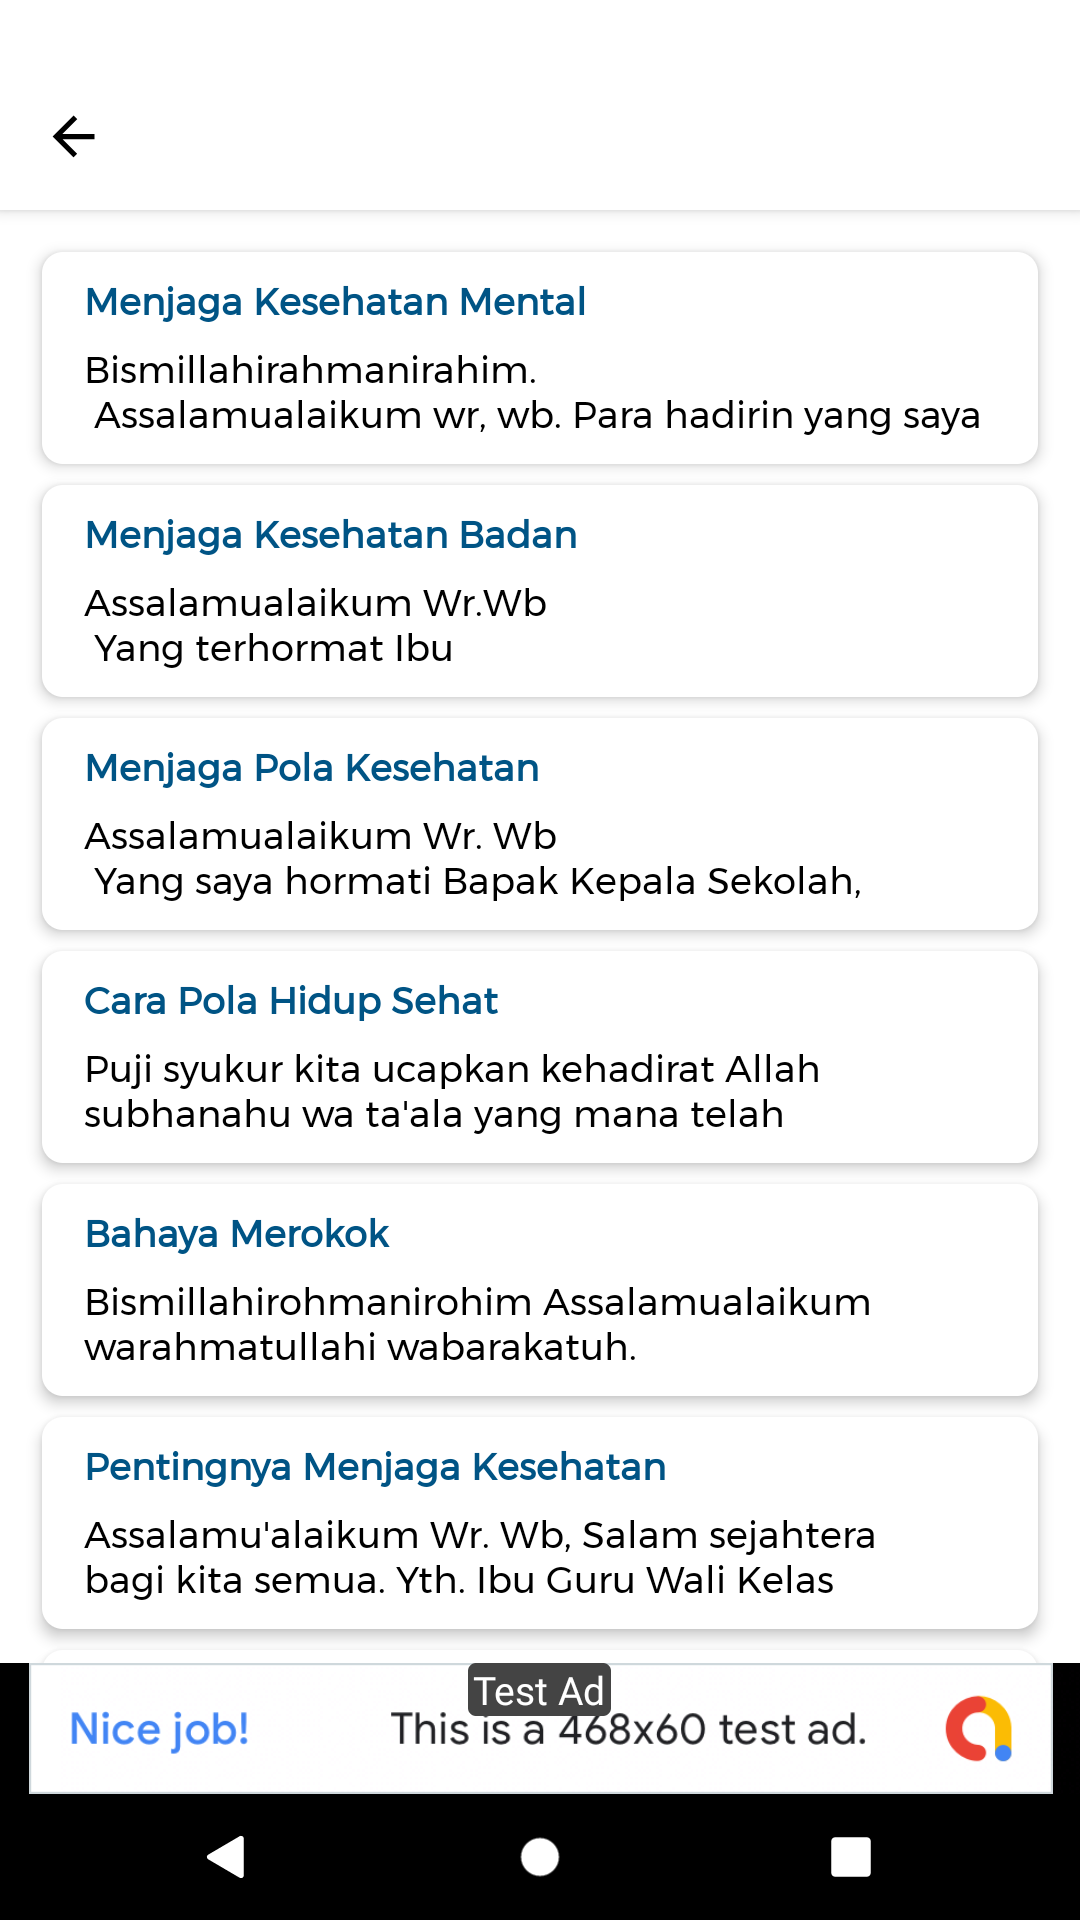 Menjaga Kesehatan Mental
Bismillahirahmanirahim.
Assalamualaikum wr, wb. Para hadirin yang saya
Menjaga Kesehatan Badan
Assalamualaikum Wr.Wb
Yang terhormat Ibu
Menjaga Pola Kesehatan
Assalamualaikum Wr. Wb
Yang saya hormati Bapak Kepala Sekolah,
Cara Pola Hidup Sehat
Puji syukur kita ucapkan kehadirat Allah
subhanahu wa ta'ala yang mana telah
Bahaya Merokok
Bismillahirohmanirohim Assalamualaikum
warahmatullahi wabarakatuh.
Pentingnya Menjaga Kesehatan
Assalamu'alaikum Wr. Wb, Salam sejahtera
bagi kita semua. Yth. Ibu Guru Wali Kelas
Test Ad
Nice job! This is a 468x60 test ad.